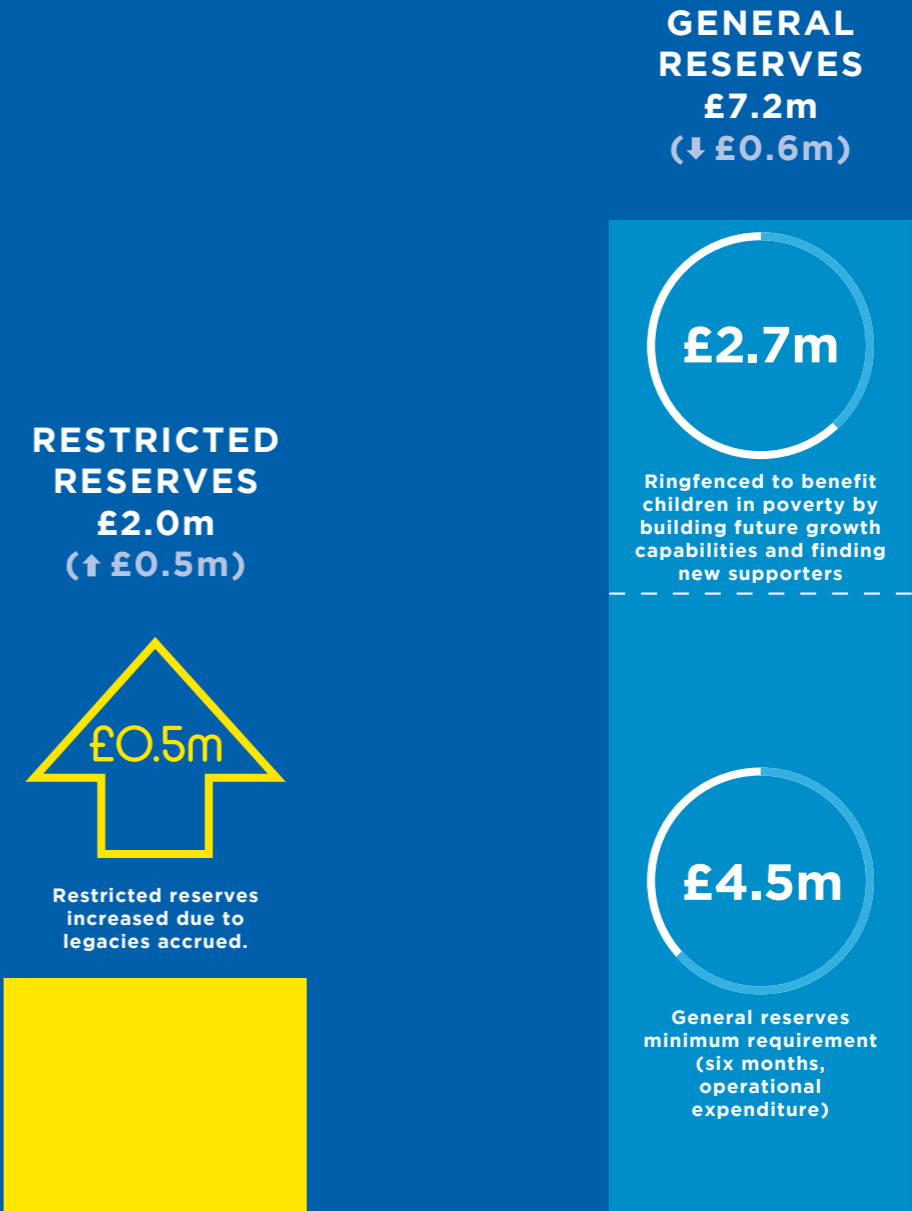 RESTRICTED
RESERVES
£2.0m
(⬆ £0.5m)
£0.5m
Restricted reserves
increased due to
legacies accrued.
GENERAL
RESERVES
£7.2m
(⬇ £0.6m)
£2.7m
Ringfenced to benefit
children in poverty by
building future growth
capabilities and finding
new supporters
£4.5m
General reserves
minimum requirement
(six months,
operational
expenditure)